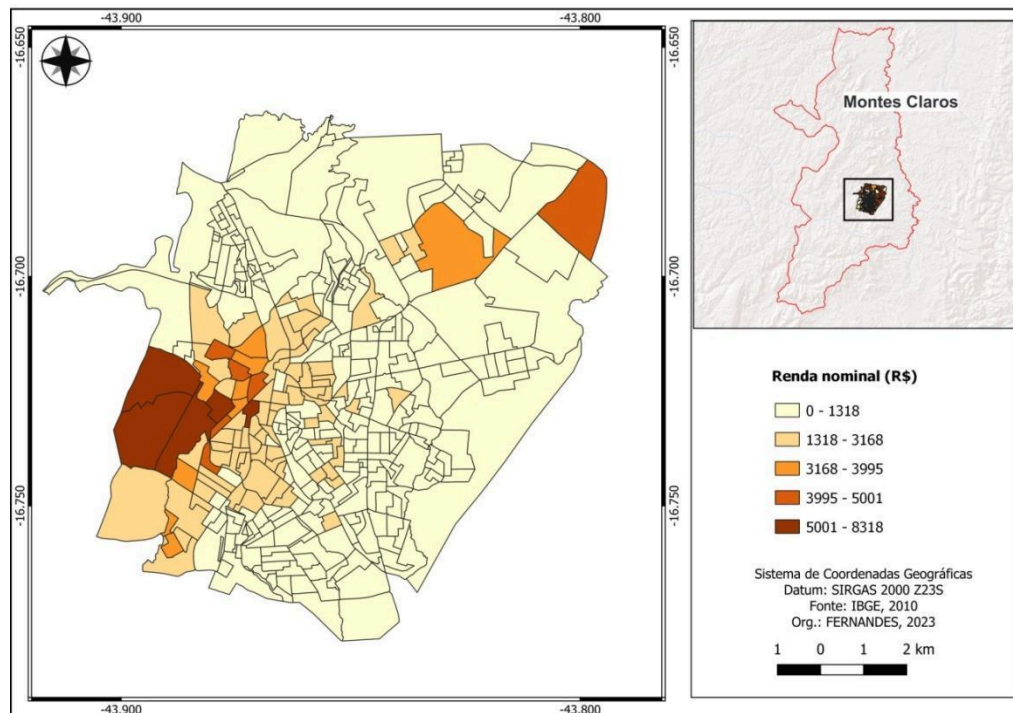 -43.900
-43.800
-16.650
-16.650
-16.700
-16.700
-16.750
-16.750
-43.900
-43.800
Montes Claros
Renda nominal (R$)
0 - 1318
1318 - 3168
3168 - 3995
3995 - 5001
5001 - 8318
Sistema de Coordenadas Geográficas
Datum: SIRGAS 2000 Z23S
Fonte: IBGE, 2010
Org.: FERNANDES, 2023
1 0 1 2 km